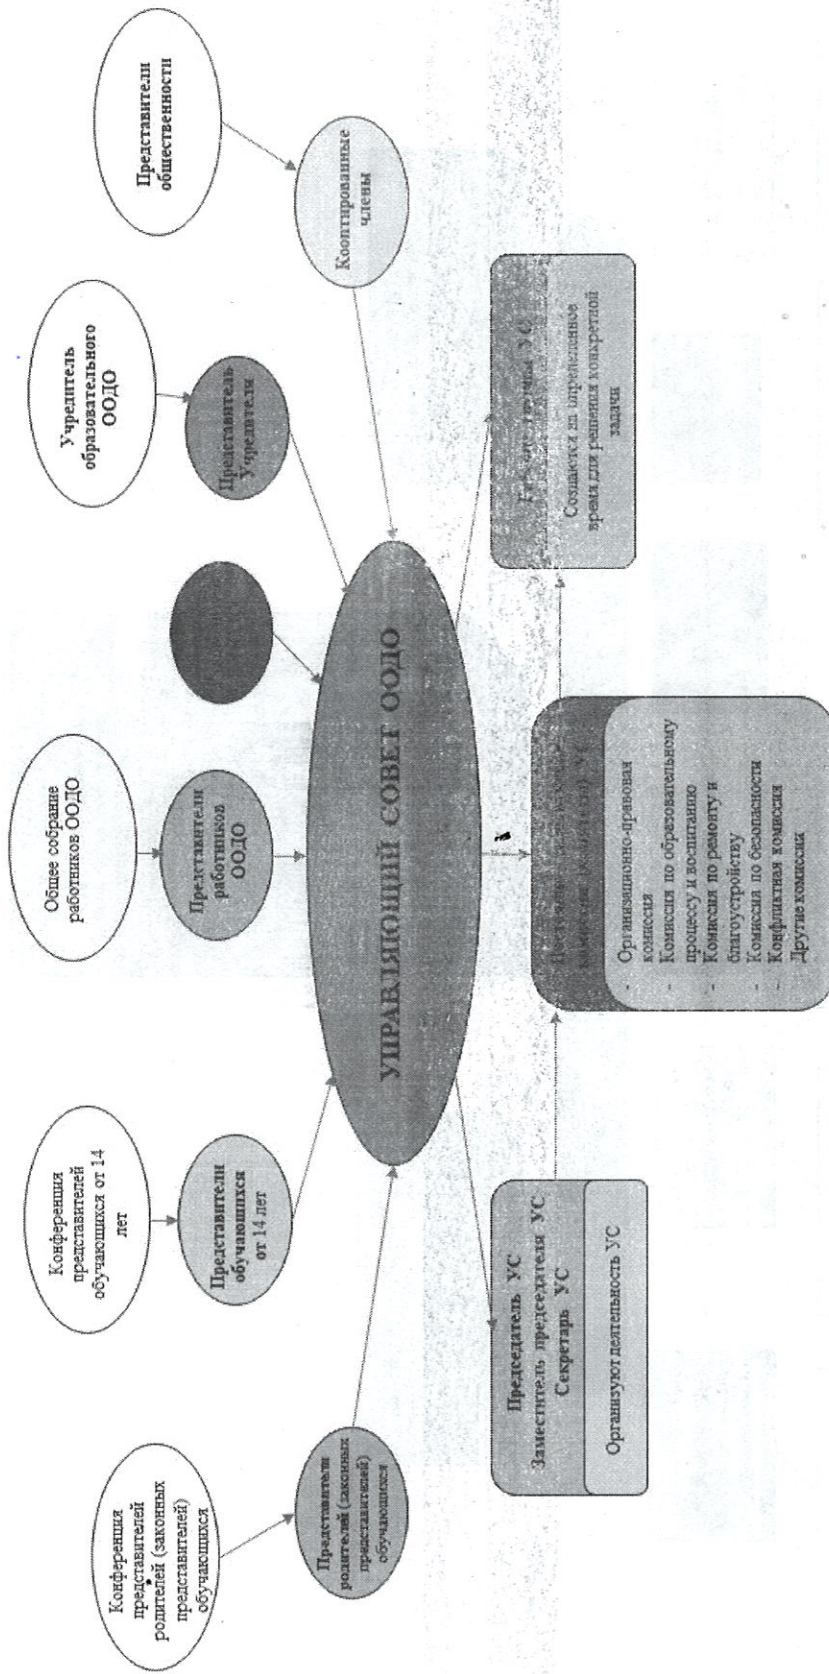 Конференция
представителей
родителей (законных
представителей)
обучающихся
Конференция
представителей
обучающихся от 14
лет
Общее собрание
работников ООДО
Учредитель
образовательного
ООДО
Представители
общественности
Представители
родителей (законных
представителей)
обучающихся
Представители
обучающихся
от 14 лет
Представители
работников
ООДО
Представитель
Учредителя
Кооптированные
члены
УПРАВЛЯЮЩИЙ СОВЕТ ООДО
Председатель УС
Заместитель председателя УС
Секретарь УС
Организуют деятельность УС
УС
- Организационно-правовая
комиссия
- Комиссия по образовательному
процессу и воспитанию
- Комиссия по ремонту и
благоустройству
- Комиссия по безопасности
- Конфликтная комиссия
Другие комиссии
УС
Создаются на определенное
время для решения конкретной
задачи